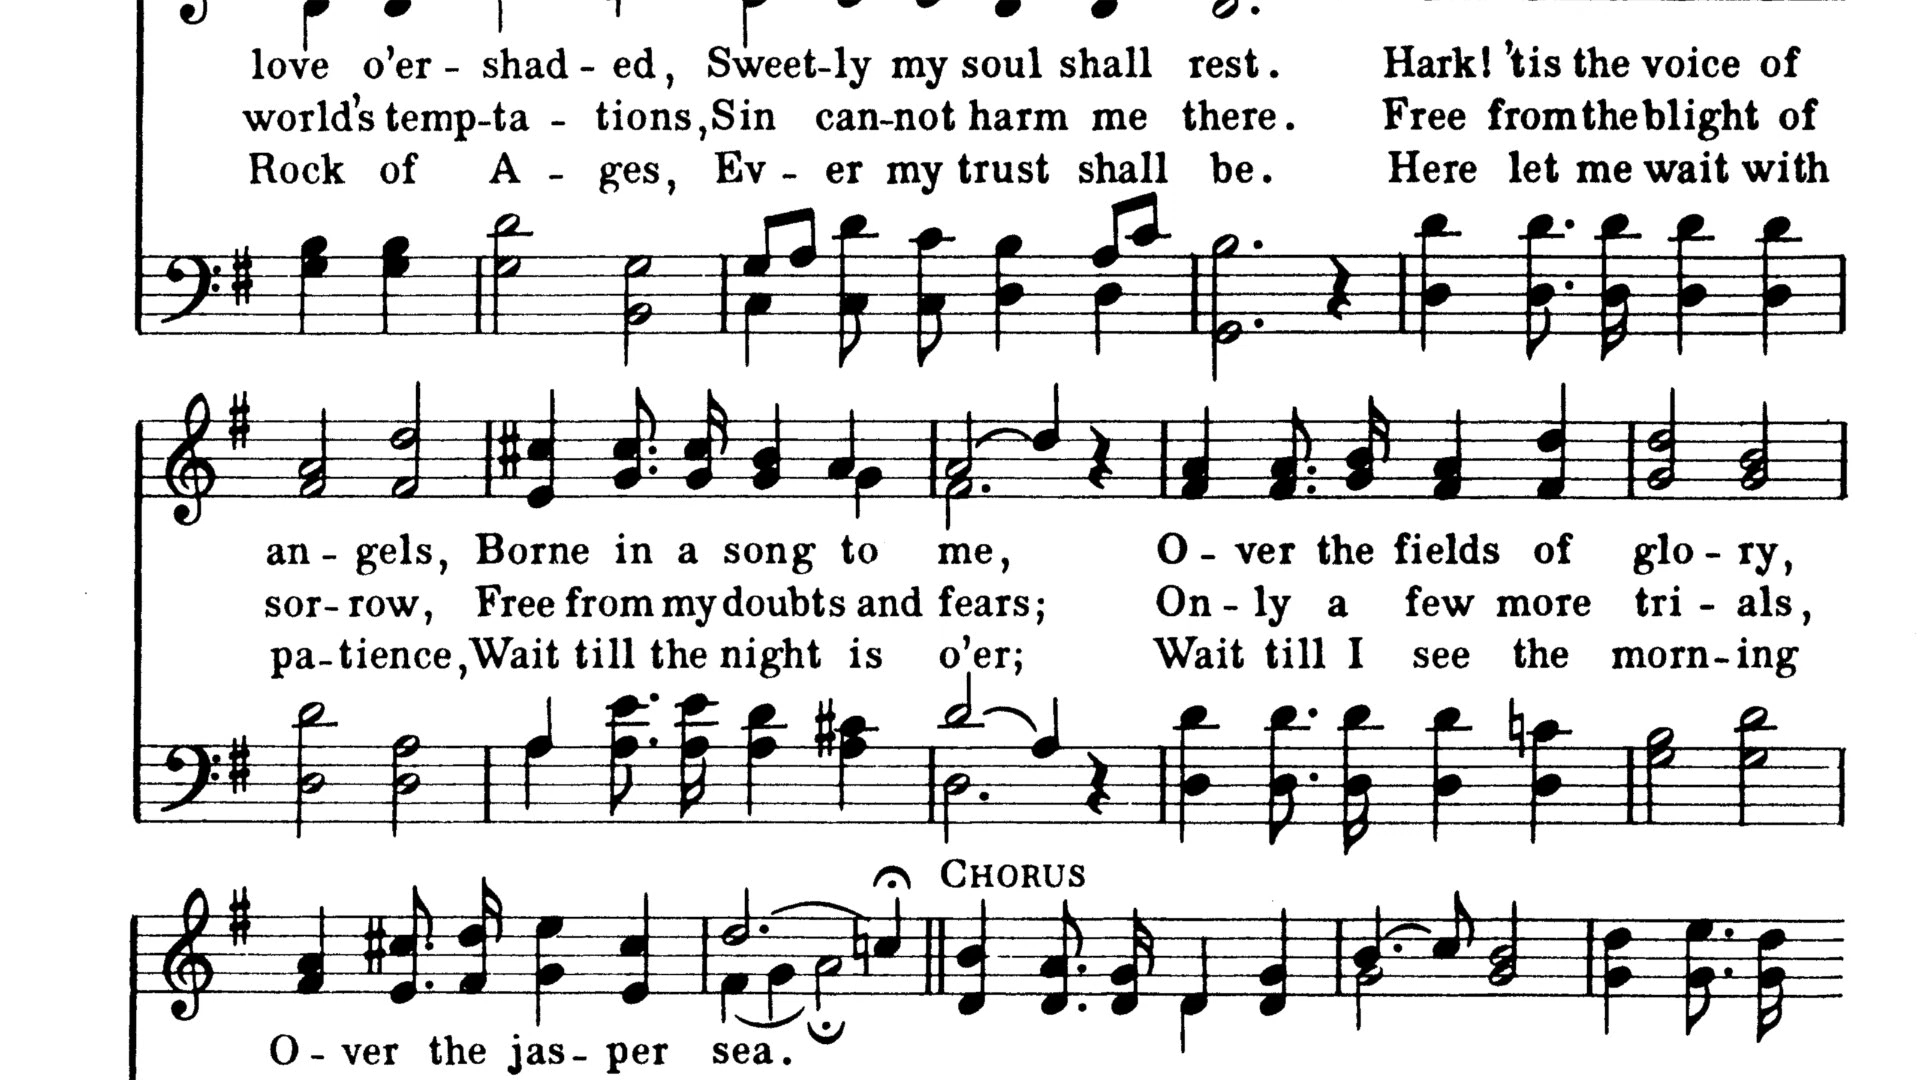 love o'er - shad - ed, Sweet-ly my soul shall rest. Hark! 'tis the voice of
world's temp-ta - tions, Sin can-not harm me there. Free from the blight of
Rock of A - ges, Ev - er my trust shall be. Here let me wait with
an - gels, Borne in a song to me, O - ver the fields of glo - ry,
sor- row, Free from my doubts and fears; On - ly a few more tri - als,
pa-tience, Wait till the night is o'er; Wait till I see the morn-ing
CHORUS
O - ver the jas - per sea.